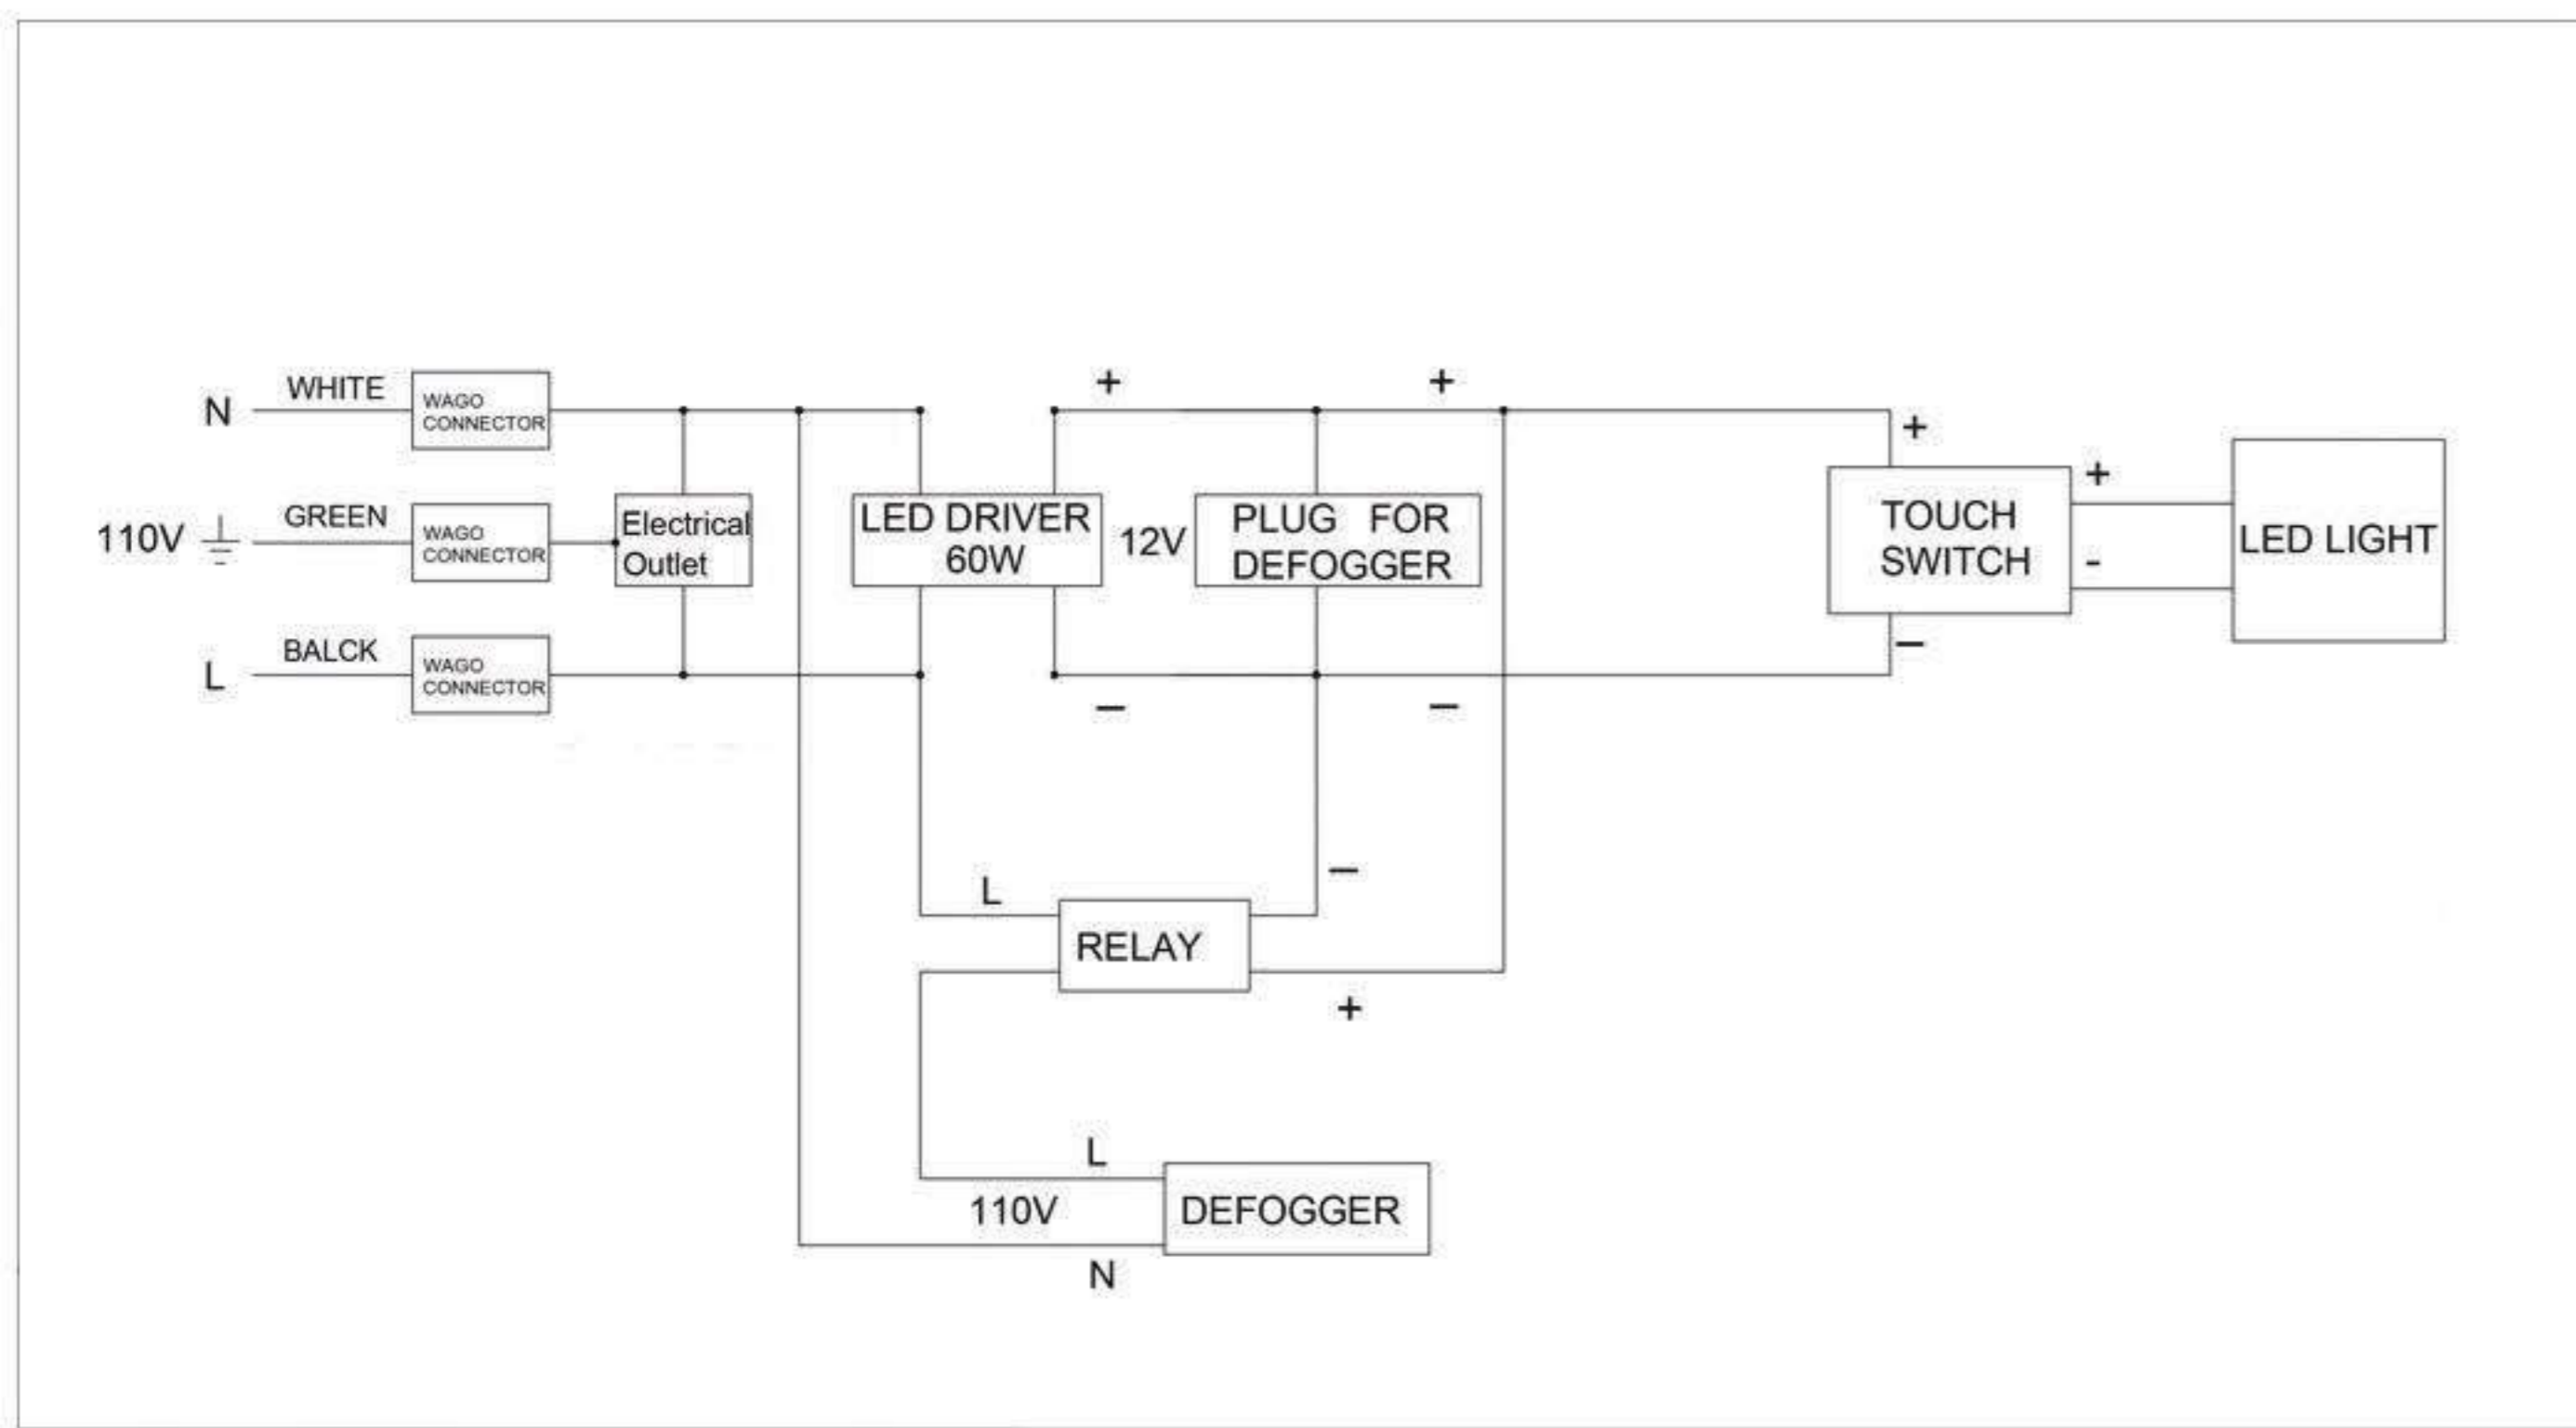 WHITE
N
WAGO
CONNECTOR
GREEN
110V
WAGO
CONNECTOR
BALCK
L
WAGO
CONNECTOR
Electrical
Outlet
LED DRIVER
60W
+
−
12V
PLUG FOR
DEFOGGER
+
−
+
TOUCH
SWITCH
−
+
-
LED LIGHT
L
RELAY
−
+
L
110V
N
DEFOGGER